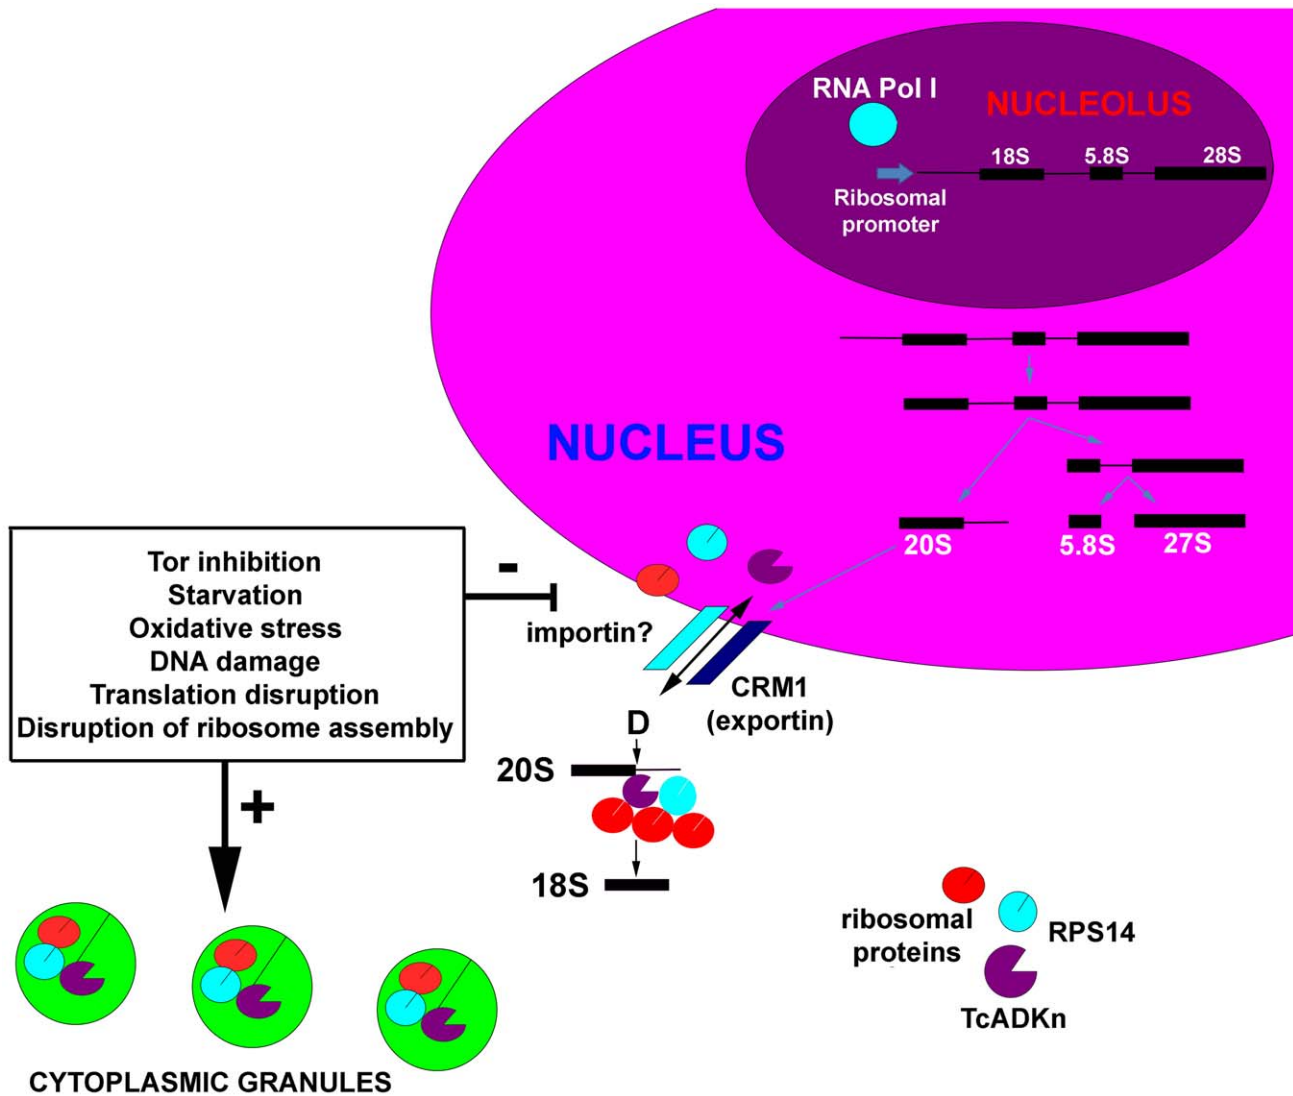 RNA Pol I
NUCLEOLUS
18S
5.8S
28S
Ribosomal
promoter
NUCLEUS
20S
5.8S
27S
Tor inhibition
Starvation
Oxidative stress
DNA damage
Translation disruption
Disruption of ribosome assembly
-
importin?
CRM1
(exportin)
D
20S
18S
+
ribosomal
proteins
RPS14
TcADKn
CYTOPLASMIC GRANULES